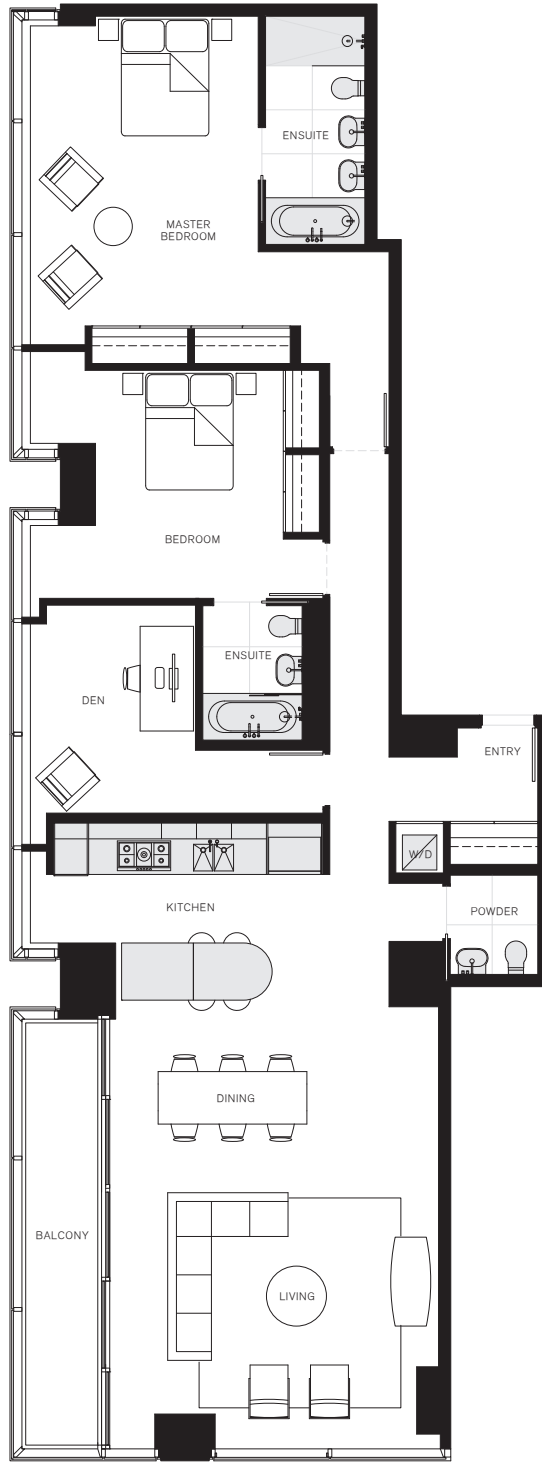 ENSUITE
MASTER
BEDROOM
BEDROOM
ENSUITE
DEN
ENTRY
W/D
KITCHEN
POWDER
DINING
BALCONY
LIVING